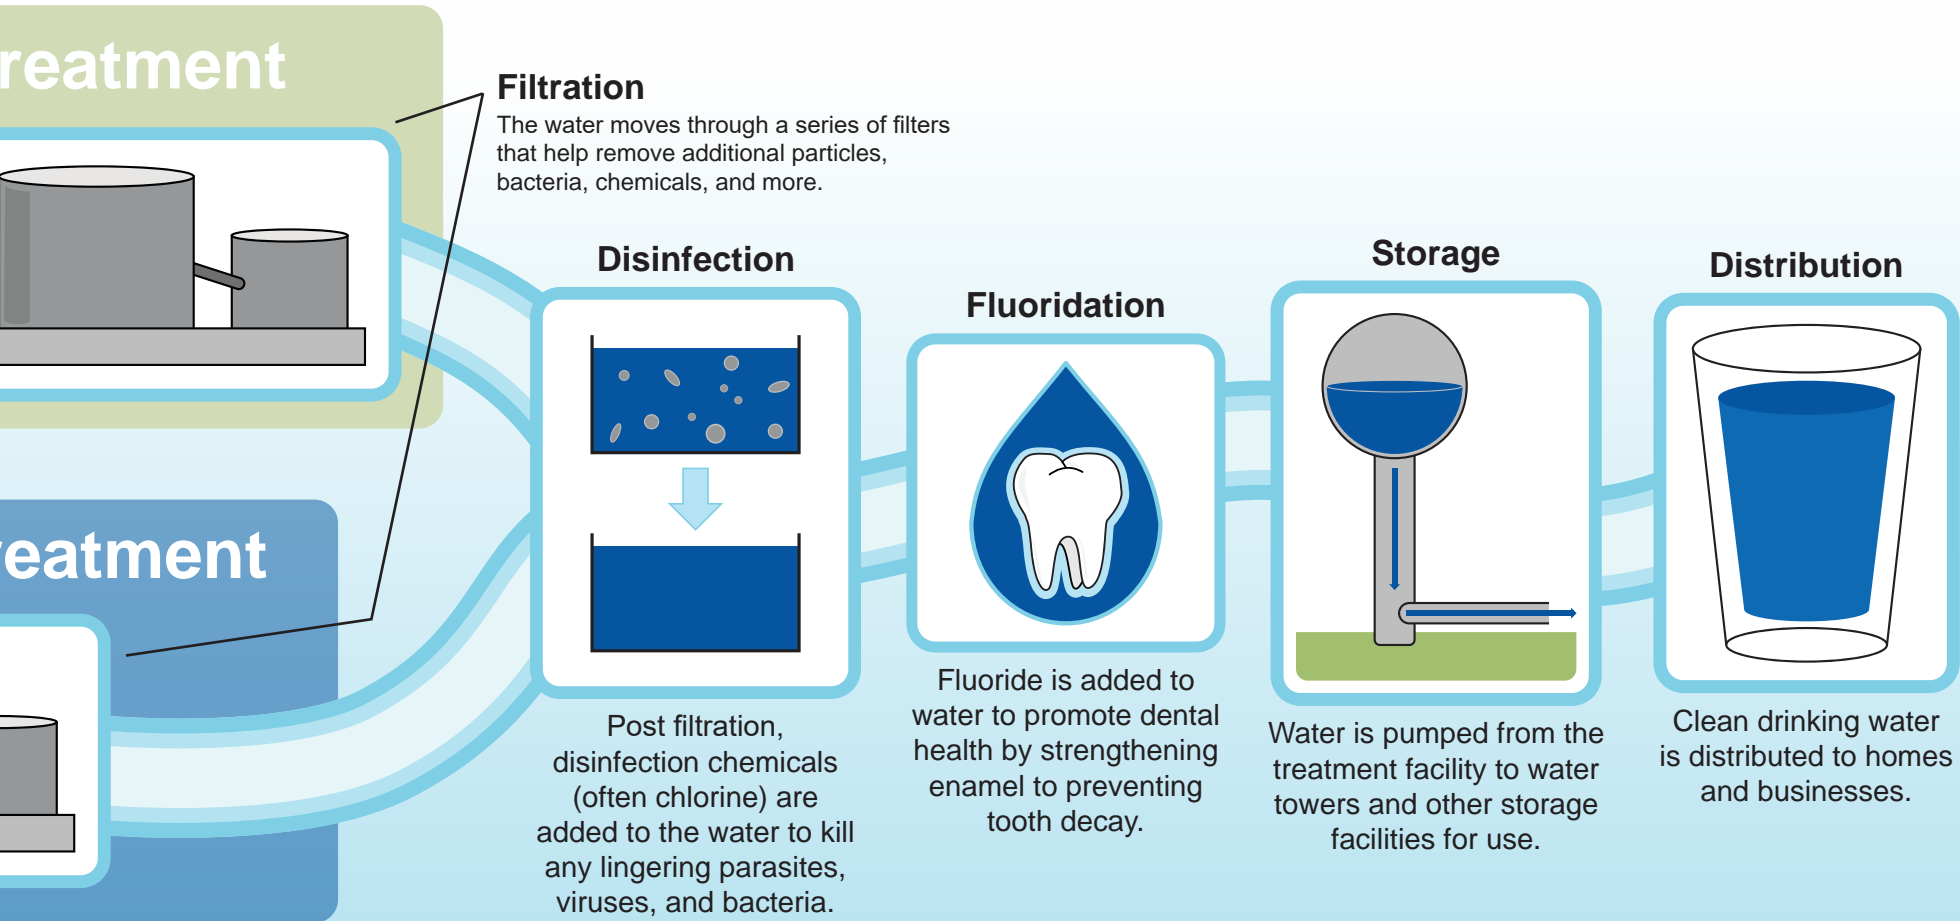 reatment
Filtration
The water moves through a series of filters
that help remove additional particles,
bacteria, chemicals, and more.
Disinfection
Post filtration,
disinfection chemicals
(often chlorine) are
added to the water to kill
any lingering parasites,
viruses, and bacteria.
Fluoridation
Fluoride is added to
water to promote dental
health by strengthening
enamel to preventing
tooth decay.
Storage
Water is pumped from the
treatment facility to water
towers and other storage
facilities for use.
Distribution
Clean drinking water
is distributed to homes
and businesses.
reatment